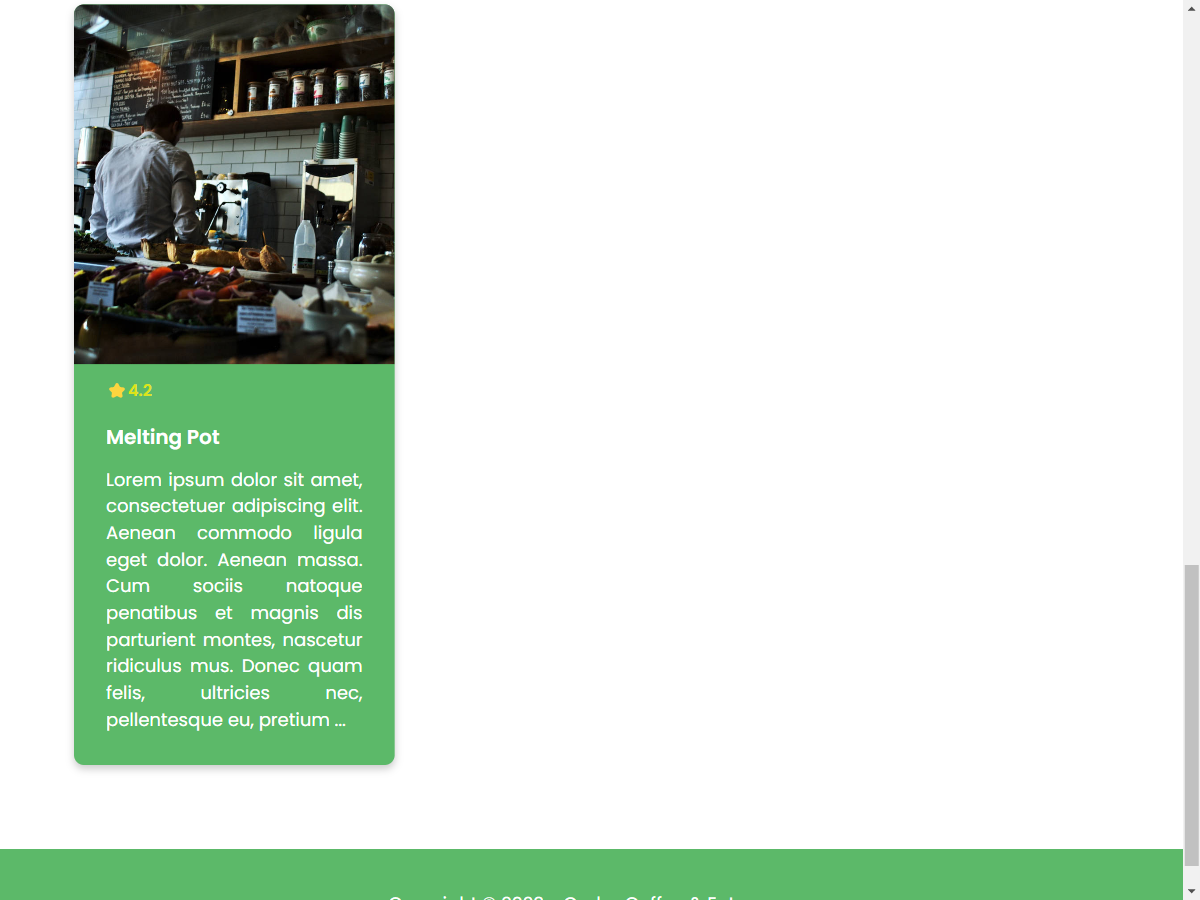 4.2
Melting Pot
Lorem ipsum dolor sit amet,
consectetuer adipiscing elit.
Aenean commodo ligula
eget dolor. Aenean massa.
Cum sociis natoque
penatibus et magnis dis
parturient montes, nascetur
ridiculus mus. Donec quam
felis, ultricies nec,
pellentesque eu, pretium ...